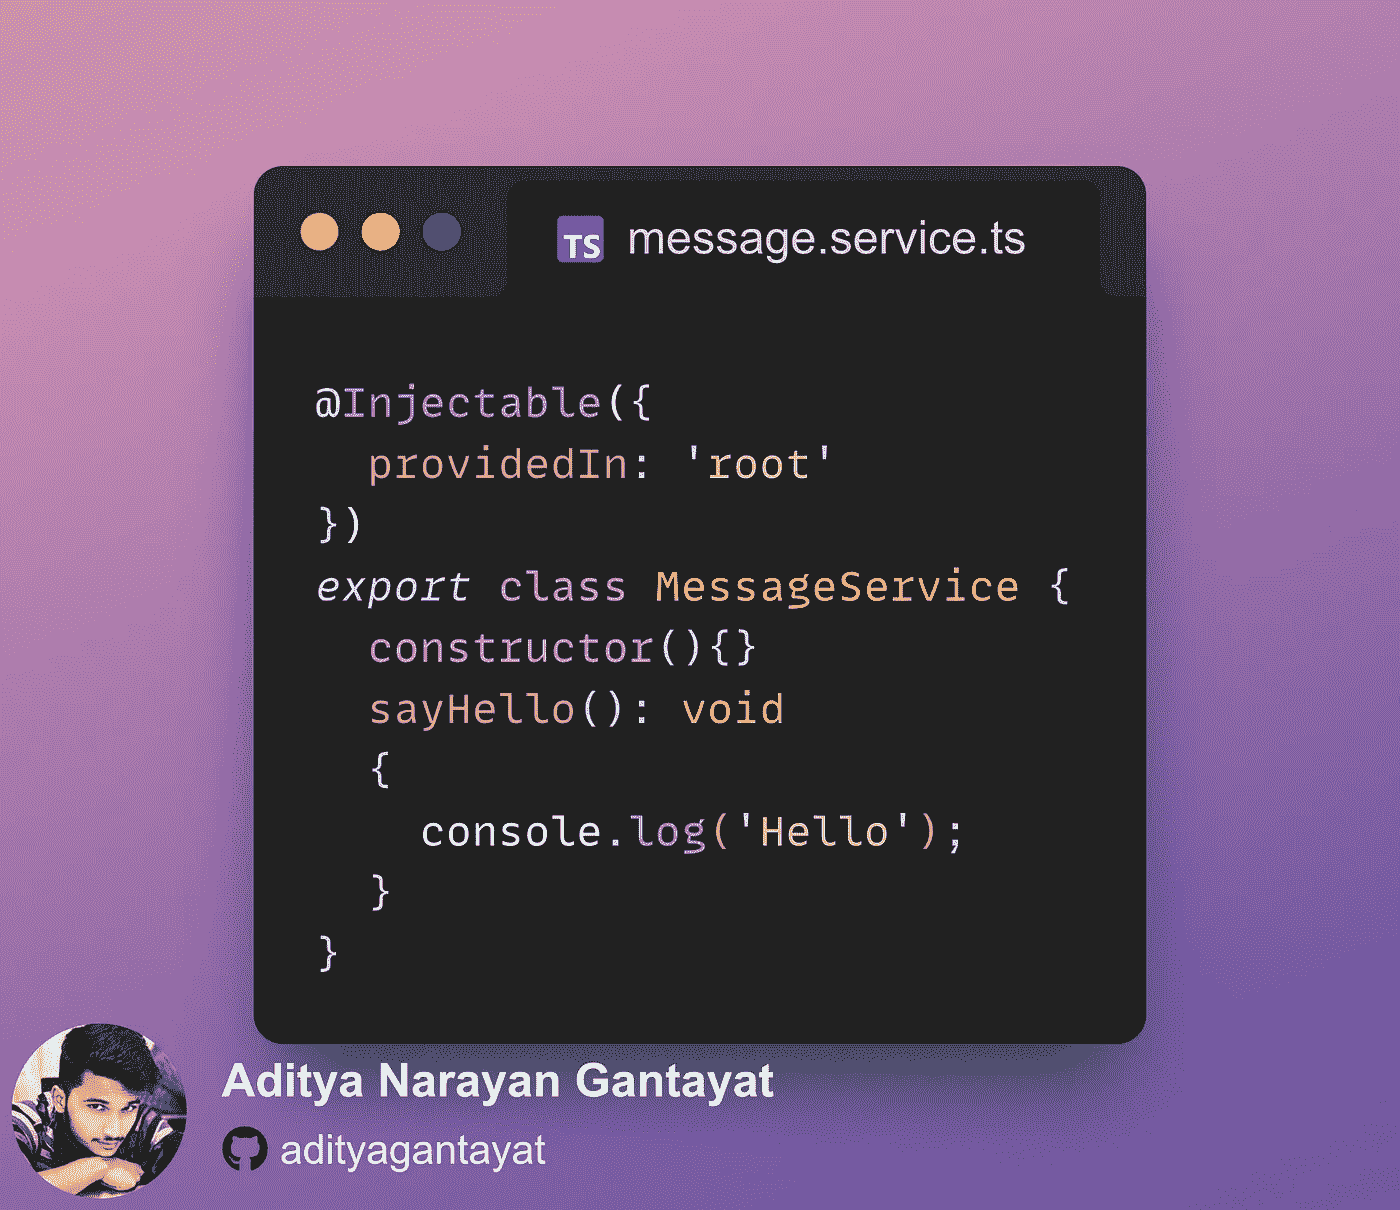 TS message.service.ts
@Injectable({
  providedIn: 'root'
})
export class MessageService {
  constructor(){}
  sayHello(): void
  {
    console.log('Hello');
  }
}
Aditya Narayan Gantayat
adityagantayat